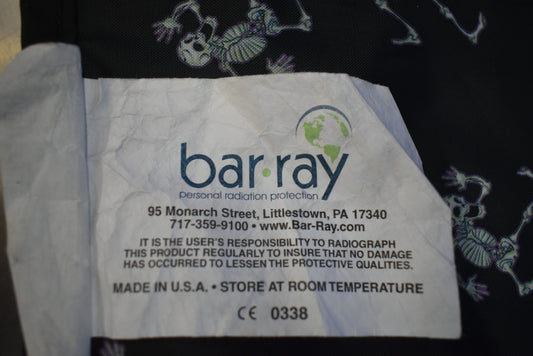 bar·ray
personal radiation protection
95 Monarch Street, Littlestown, PA 17340
717-359-9100 • www.Bar-Ray.com
IT IS THE USER'S RESPONSIBILITY TO RADIOGRAPH
THIS PRODUCT REGULARLY TO INSURE THAT NO DAMAGE
HAS OCCURRED TO LESSEN THE PROTECTIVE QUALITIES.
MADE IN U.S.A. • STORE AT ROOM TEMPERATURE
CE 0338